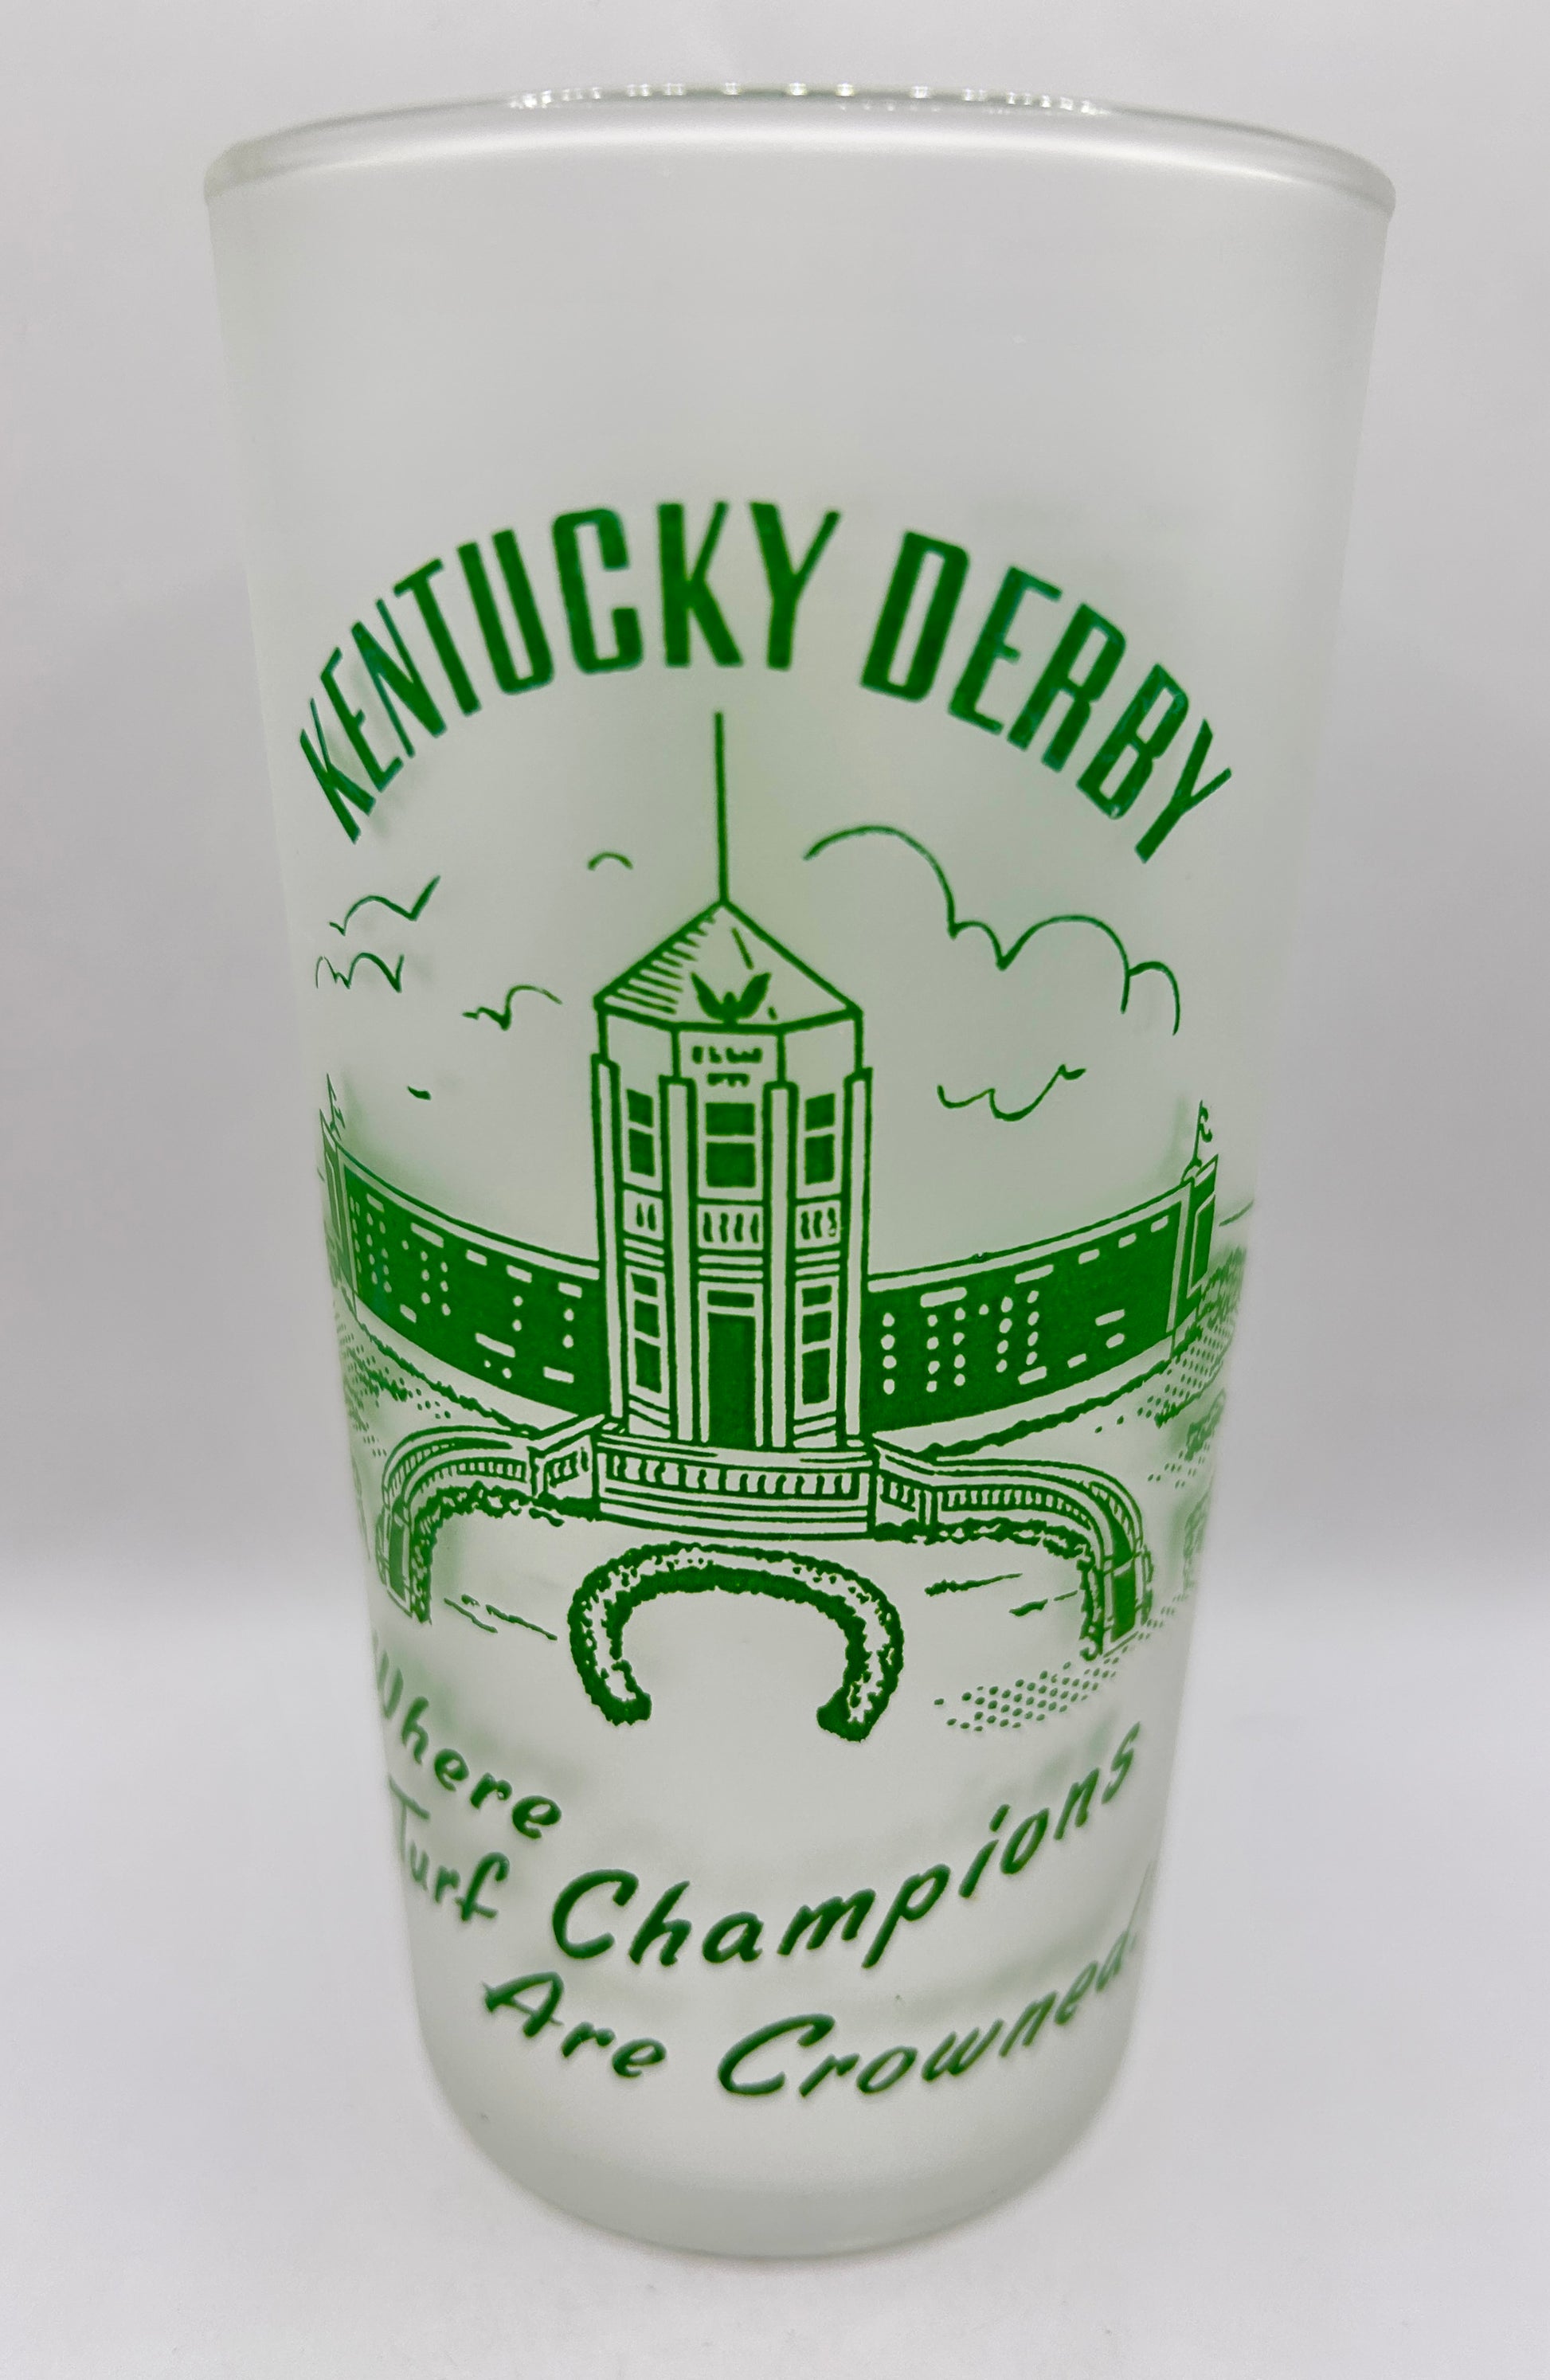 KENTUCKY DERBY
Where
Turf Champions
Are Crowned.